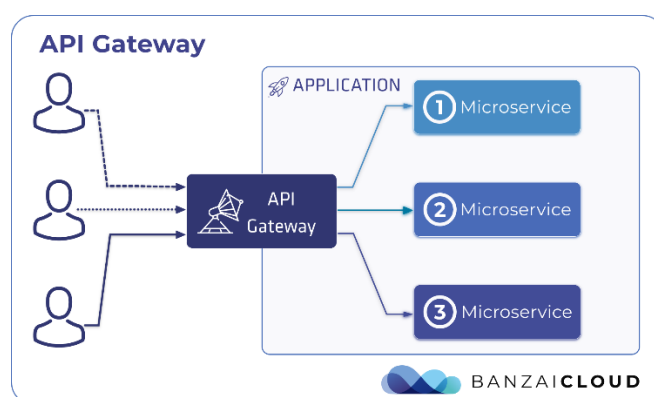 API Gateway
APPLICATION
1 Microservice
API
Gateway
2 Microservice
3 Microservice
BANZAICLOUD